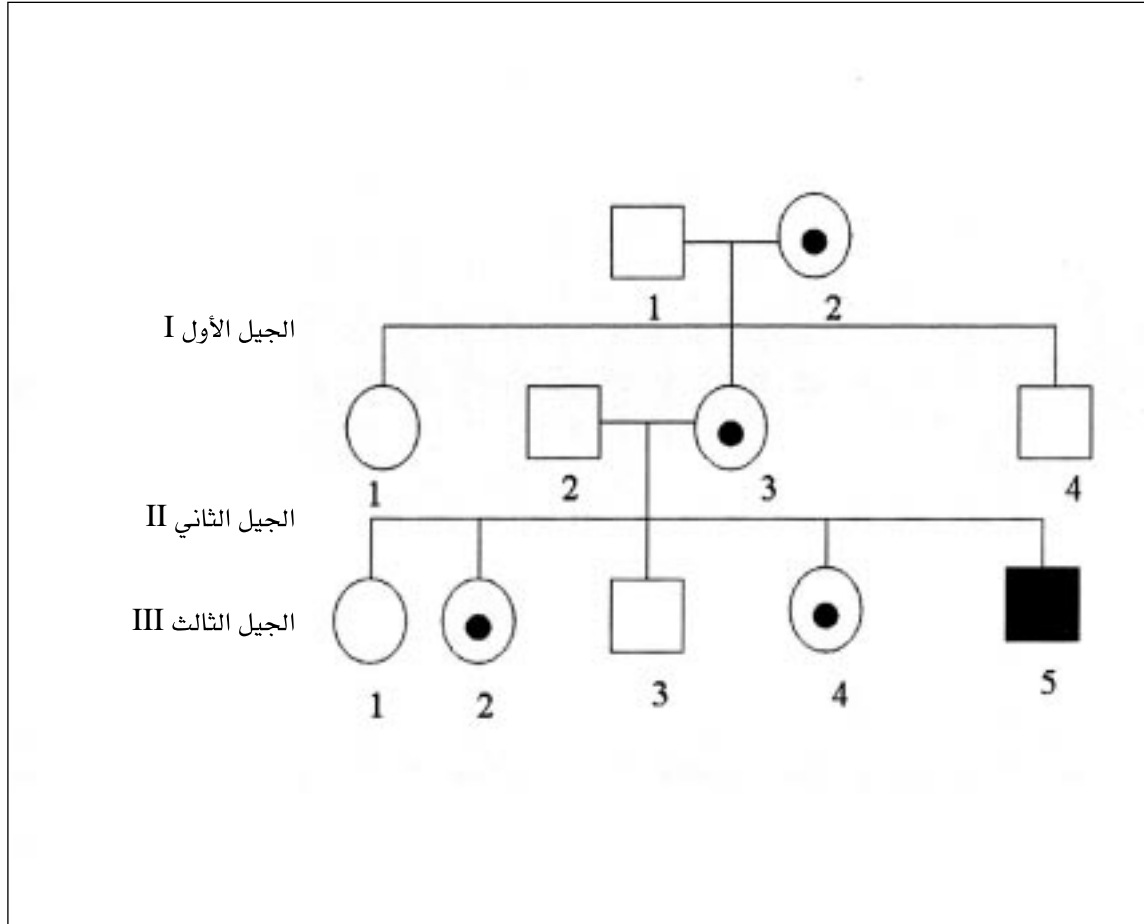 1 2
الجيل الأول I
1 2 3 4
الجيل الثاني II
الجيل الثالث III
1 2 3 4 5